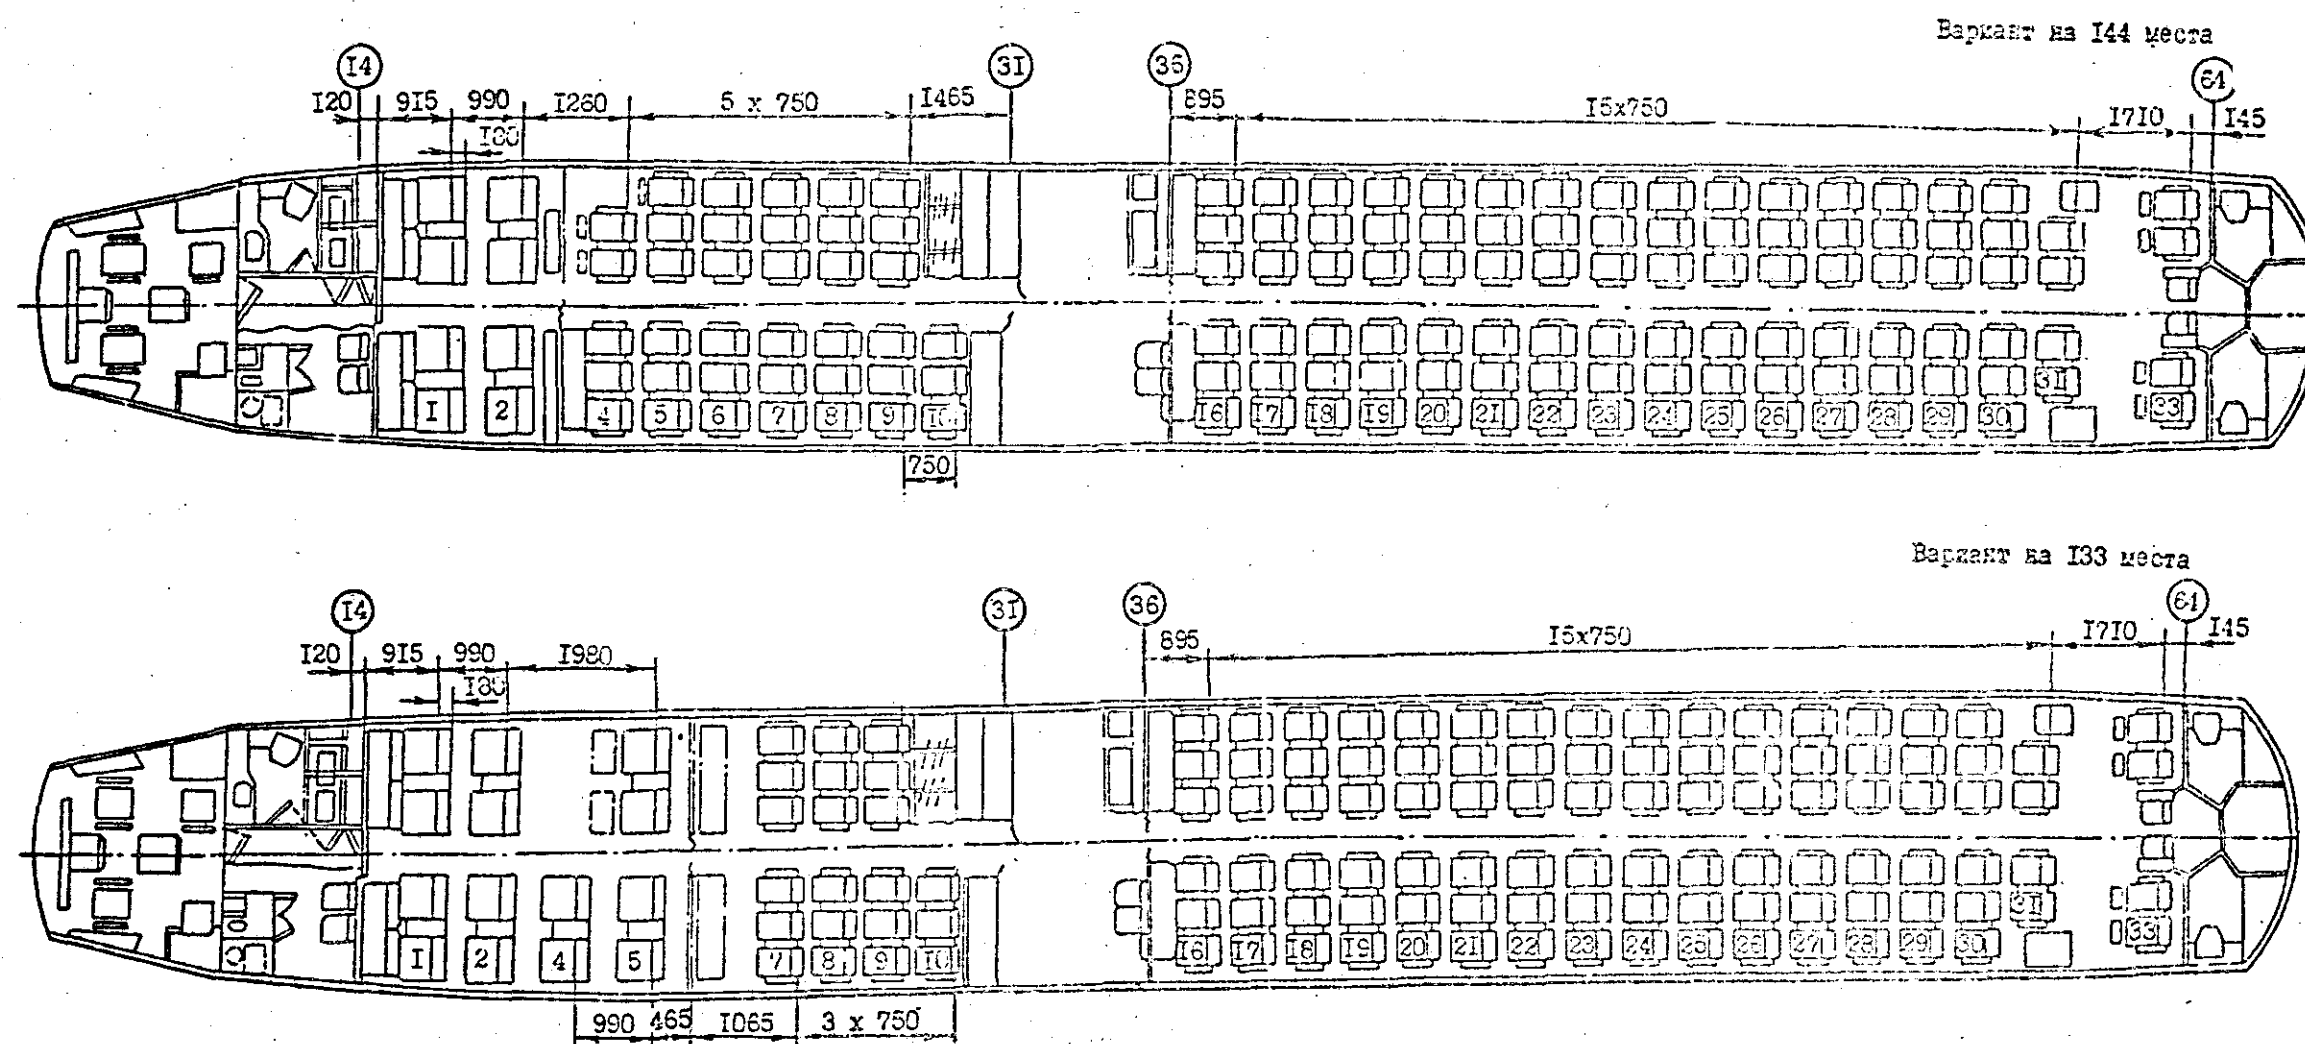 Вариант на I44 места
I4 3I 36 61
I20 9I5 990 I260 5 x 750 I465 895 I5x750 I7I0 I45
I80
I 2 4 5 6 7 8 9 I0 I6 I7 I8 I9 20 2I 22 23 24 25 26 27 28 29 30 3I 33
750
Вариант на I33 места
I4 3I 36 61
I20 9I5 990 I980 895 I5x750 I7I0 I45
I80
I 2 4 5 7 8 9 I0 I6 I7 I8 I9 20 2I 22 23 24 25 26 27 28 29 30 3I 33
990 465 I065 3 x 750